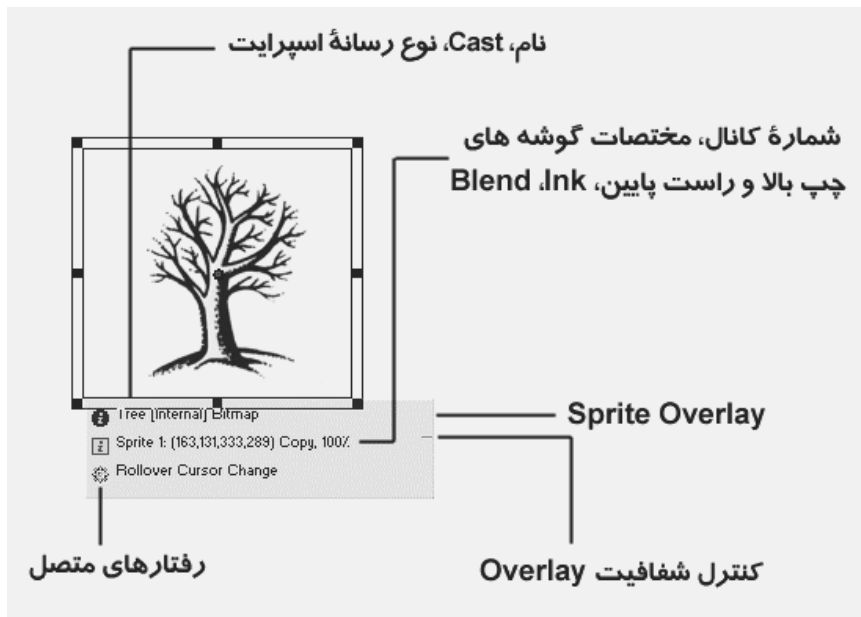 نام، Cast، نوع رسانهٔ اسپرایت
شمارهٔ کانال، مختصات گوشه های
چپ بالا و راست پایین، Blend ،Ink
Tree (Internal) Bitmap
Sprite Overlay
Sprite 1: (163,131,333,289) Copy, 100%
Rollover Cursor Change
رفتارهای متصل
کنترل شفافیت Overlay